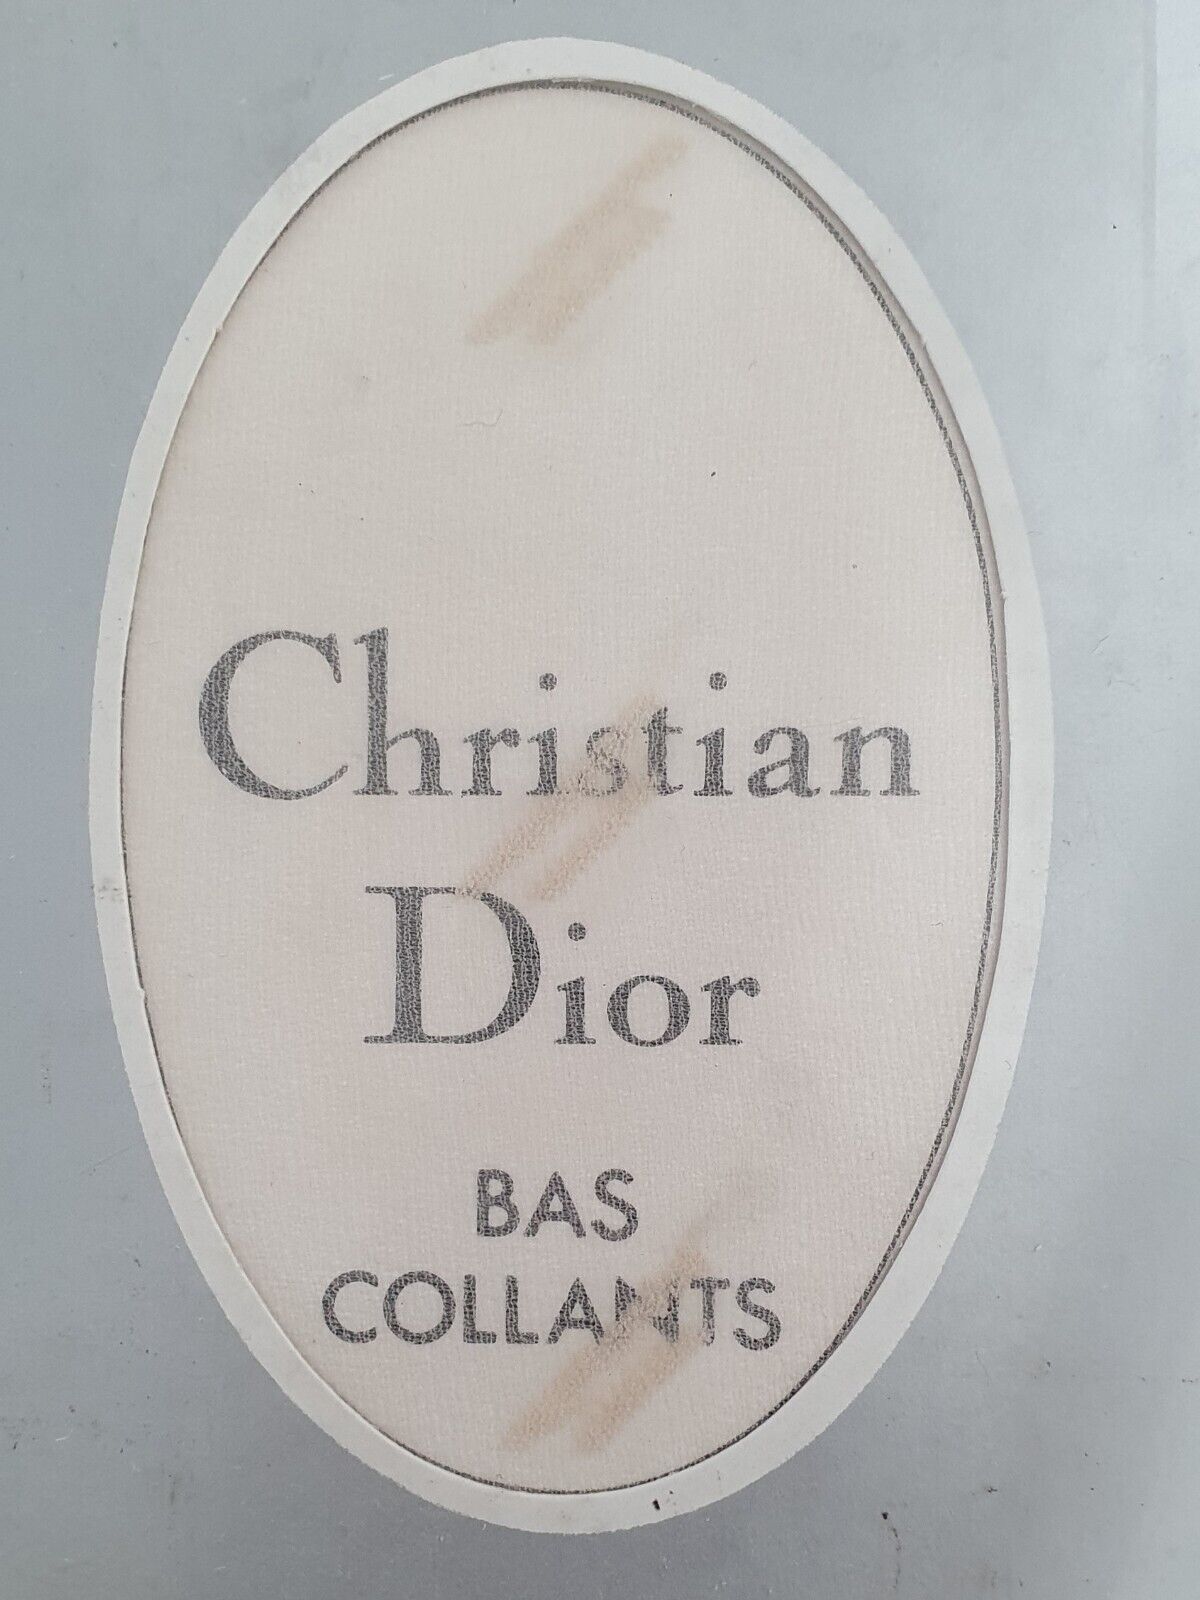 Christian
Dior
BAS
COLLANTS